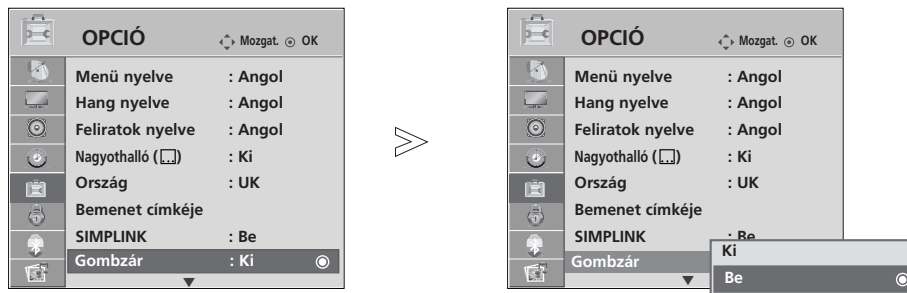 OPCIÓ Mozgat. OK
Menü nyelve : Angol
Hang nyelve : Angol
Feliratok nyelve : Angol
Nagyothalló ( ) : Ki
Ország : UK
Bemenet címkéje
SIMPLINK : Be
Gombzár : Ki
OPCIÓ Mozgat. OK
Menü nyelve : Angol
Hang nyelve : Angol
Feliratok nyelve : Angol
Nagyothalló ( ) : Ki
Ország : UK
Bemenet címkéje
SIMPLINK : Be
Gombzár
Ki
Be